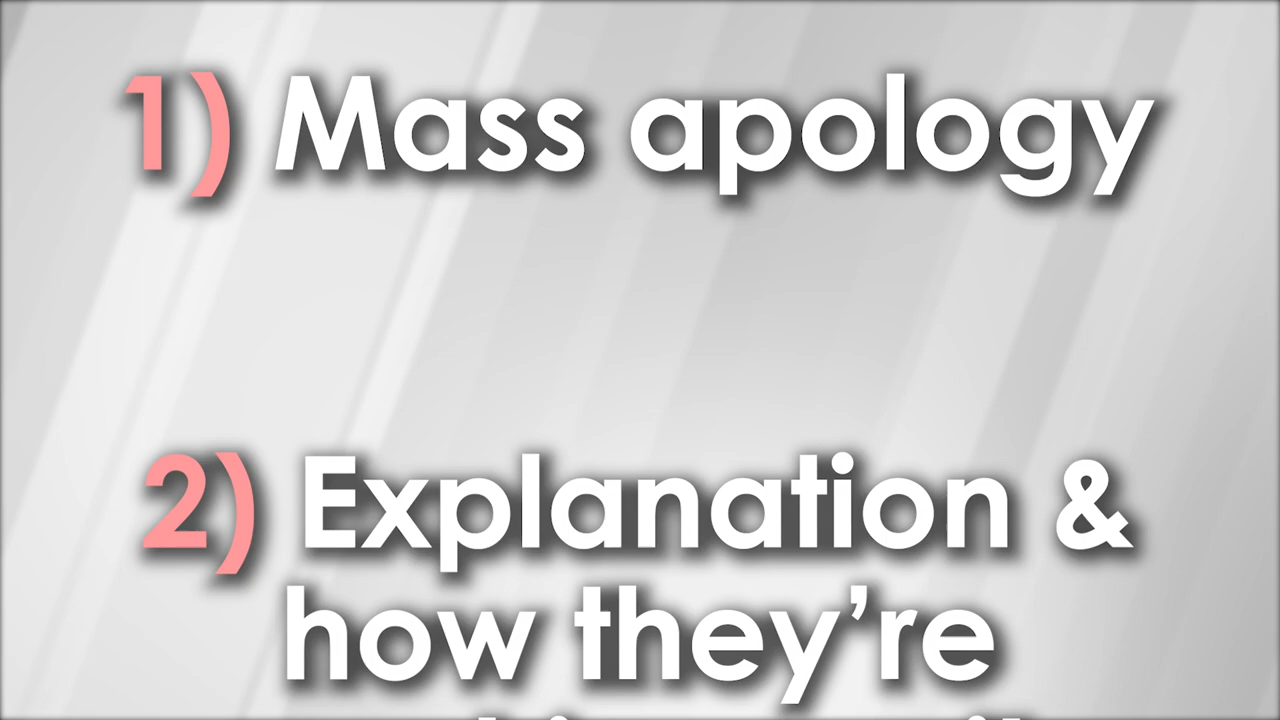 1) Mass apology
2) Explanation &
how they’re